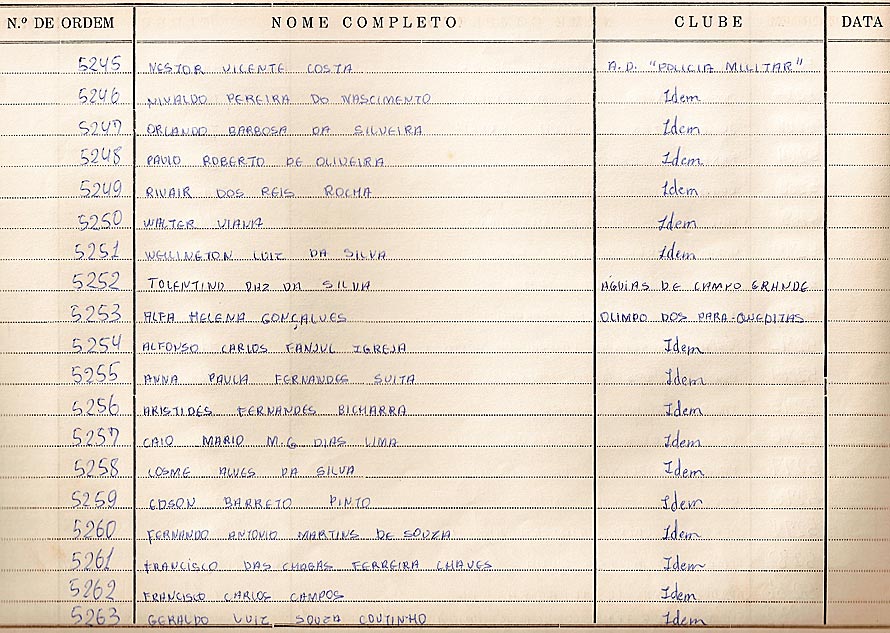 N.º DE ORDEM NOME COMPLETO CLUBE DATA
5245 NESTOR VICENTE COSTA A.D. "POLICIA MILITAR"
5246 NIVALDO PEREIRA DO NASCIMENTO Idem
5247 ORLANDO BARBOSA DA SILVEIRA Idem
5248 PAULO ROBERTO DE OLIVEIRA Idem
5249 RIVAIR DOS REIS ROCHA Idem
5250 WALTER VIANA Idem
5251 WELLINGTON LUIZ DA SILVA Idem
5252 TOLENTINO DA SILVA ÁGUIAS DE CAMPO GRANDE
5253 ALFA HELENA GONÇALVES OLIMPO DOS PARA-QUEDITAS
5254 ALFONSO CARLOS FANJUL IGREJA Idem
5255 ANNA PAULA FERNANDES SUITA Idem
5256 ARISTIDES FERNANDES BICHARRA Idem
5257 CAIO MARIO M.G DIAS LIMA Idem
5258 COSME ALVES DA SILVA Idem
5259 EDSON BARRETO PINTO Idem
5260 FERNANDO ANTONIO MARTINS DE SOUZA Idem
5261 FRANCISCO DAS CHAGAS FERREIRA CHAVES Idem
5262 FRANCISCO CARLOS CAMPOS Idem
5263 GERALDO LUIZ SOUZA COUTINHO Idem